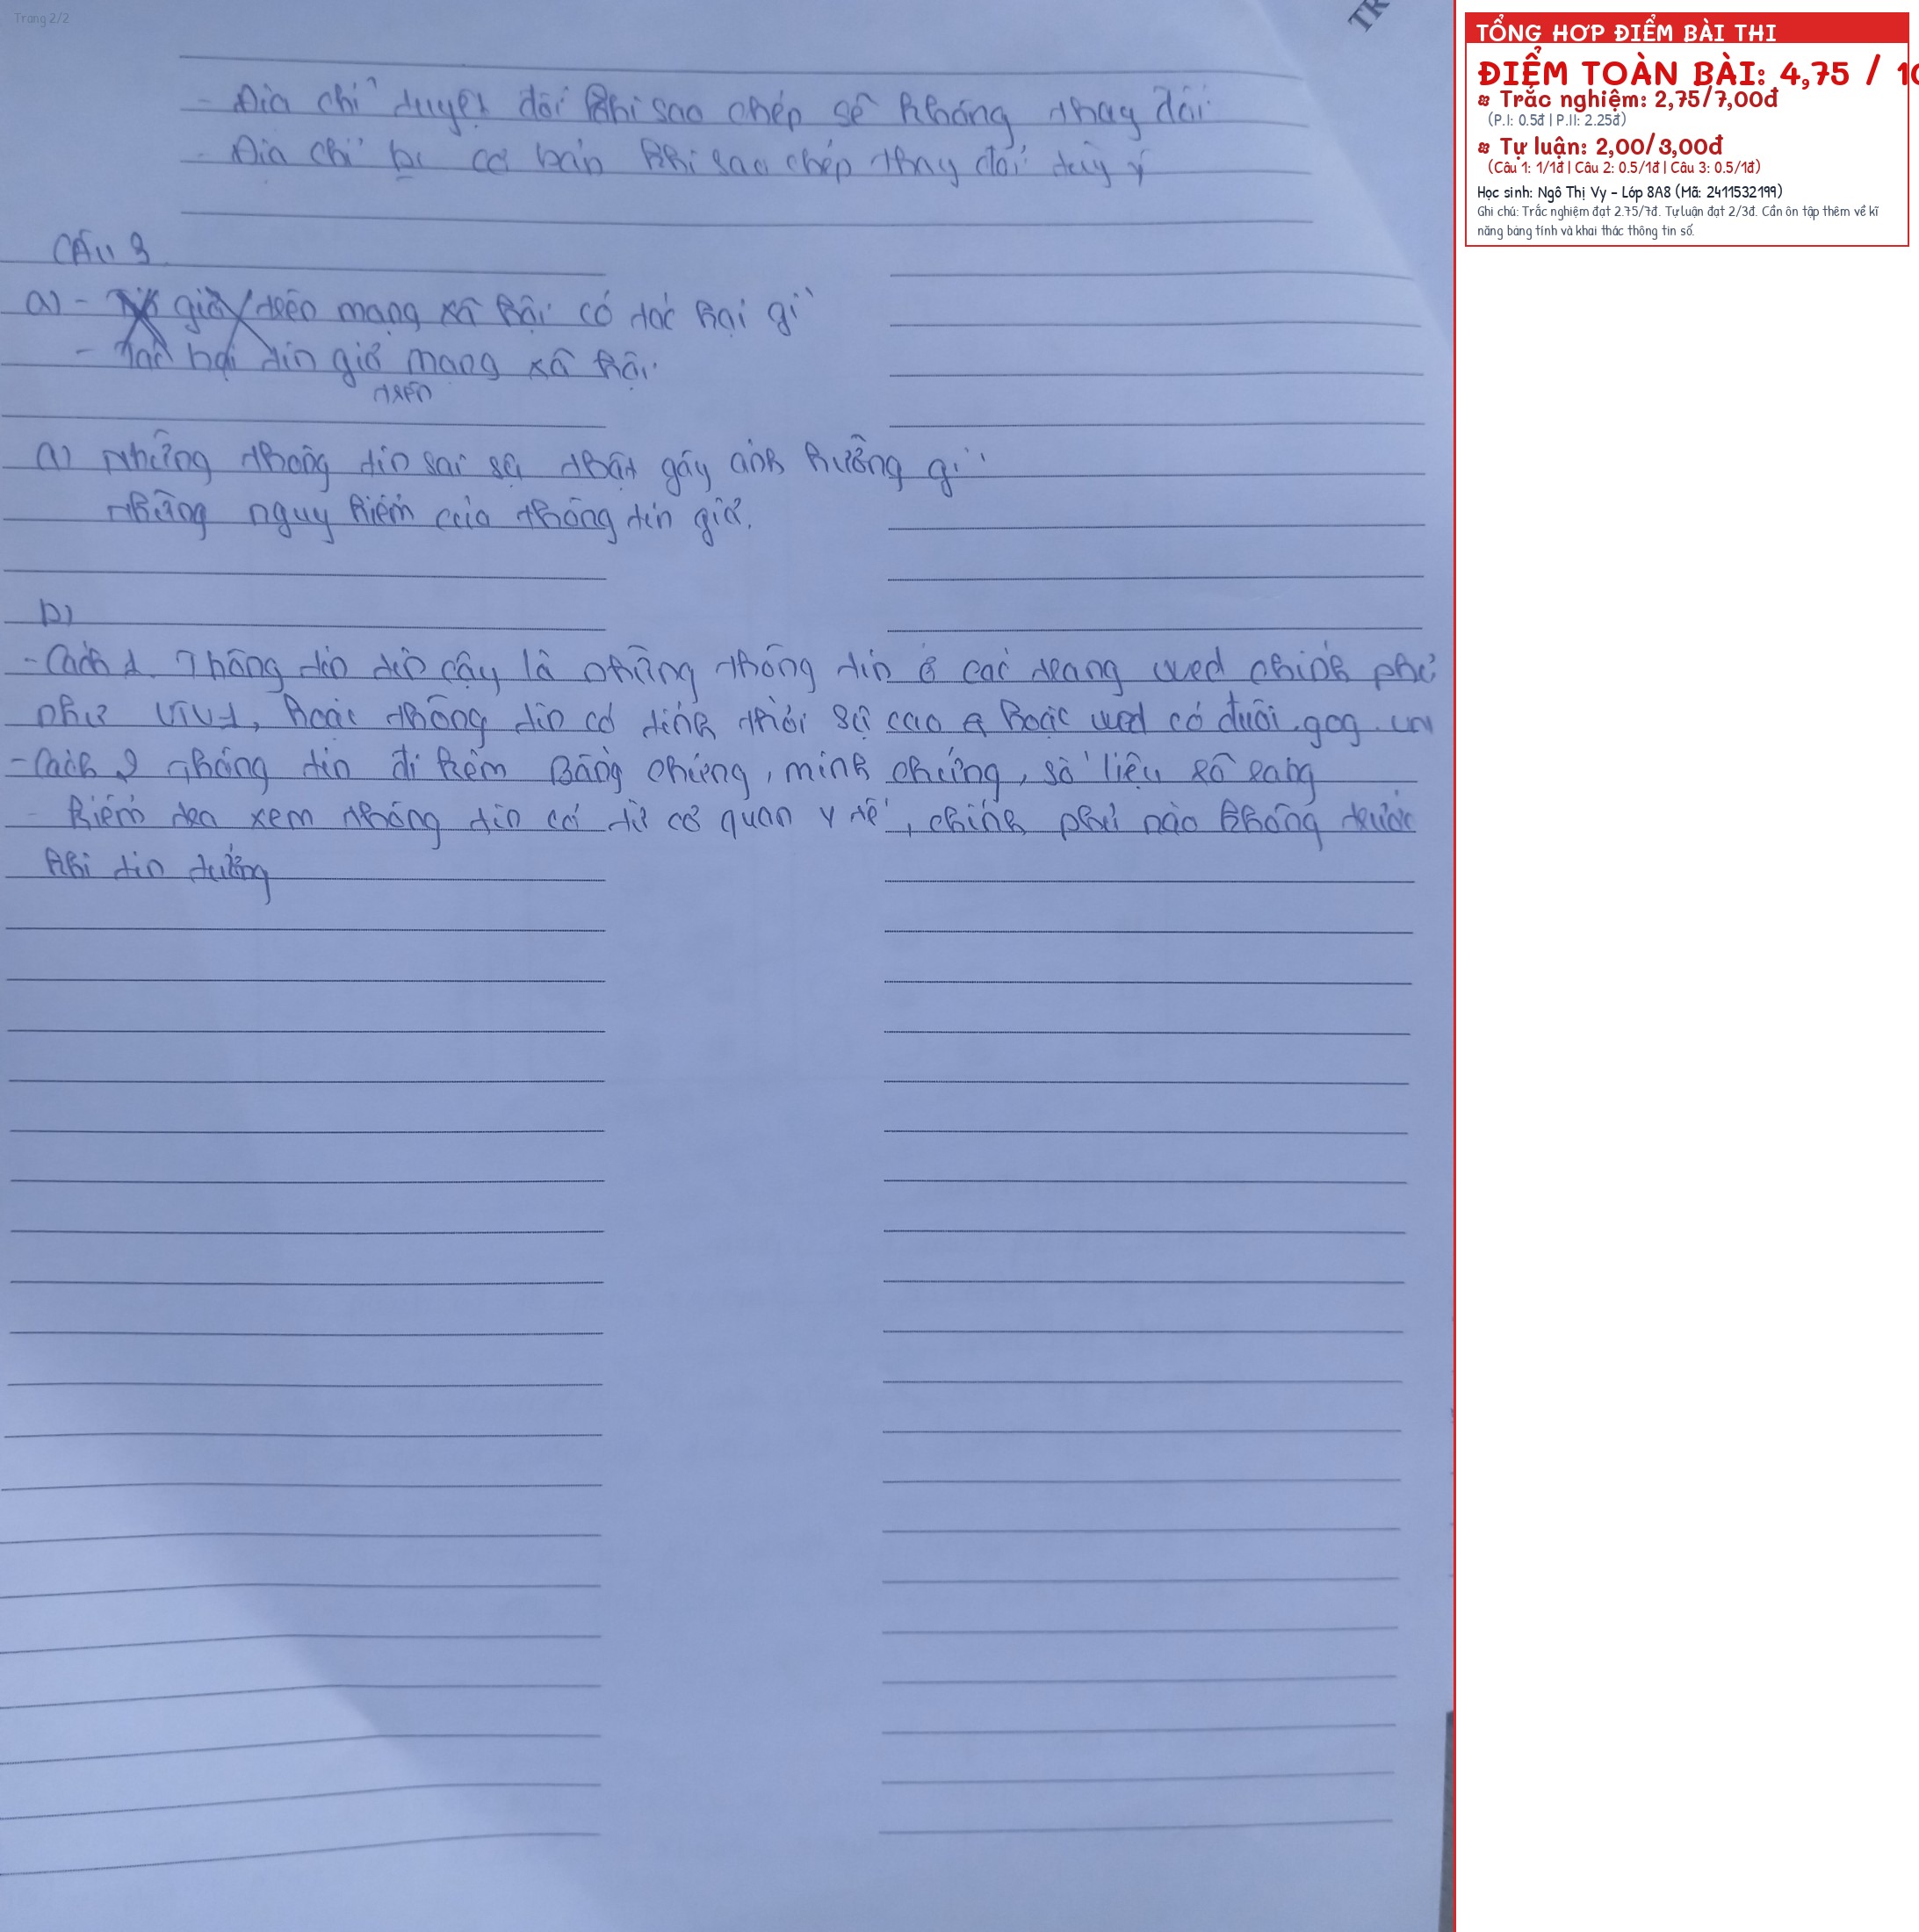 Trang 2/2
TR
- Địa chỉ tuyệt đối khi sao chép sẽ không thay đổi
- Địa chỉ cơ bản khi sao chép thay đổi tùy ý
CÂU 3
a) - giả trên mạng xã hội có tác hại gì
- Tác hại tin giả mạng xã hội
trên
a) Những thông tin sai sự thật gây ảnh hưởng gì
những nguy hiểm của thông tin giả.
b)
- Cách 1. Thông tin tin cậy là những thông tin ở các trang wed chính phủ
như VTV1, hoặc thông tin có tính thời sự cao hoặc wed có đuôi .gog.vn
- Cách 2 thông tin đi kèm bằng chứng, minh chứng, số liệu rõ ràng
- kiểm tra xem thông tin có từ cơ quan y tế, chính phủ nào không trước
khi tin tưởng
TỔNG HỢP ĐIỂM BÀI THI
ĐIỂM TOÀN BÀI: 4,75 / 10
Trắc nghiệm: 2,75/7,00đ
(P.I: 0.5đ | P.II: 2.25đ)
Tự luận: 2,00/3,00đ
(Câu 1: 1/1đ | Câu 2: 0.5/1đ | Câu 3: 0.5/1đ)
Học sinh: Ngô Thị Vy - Lớp 8A8 (Mã: 2411532199)
Ghi chú: Trắc nghiệm đạt 2.75/7đ. Tự luận đạt 2/3đ. Cần ôn tập thêm về kĩ
năng bảng tính và khai thác thông tin số.